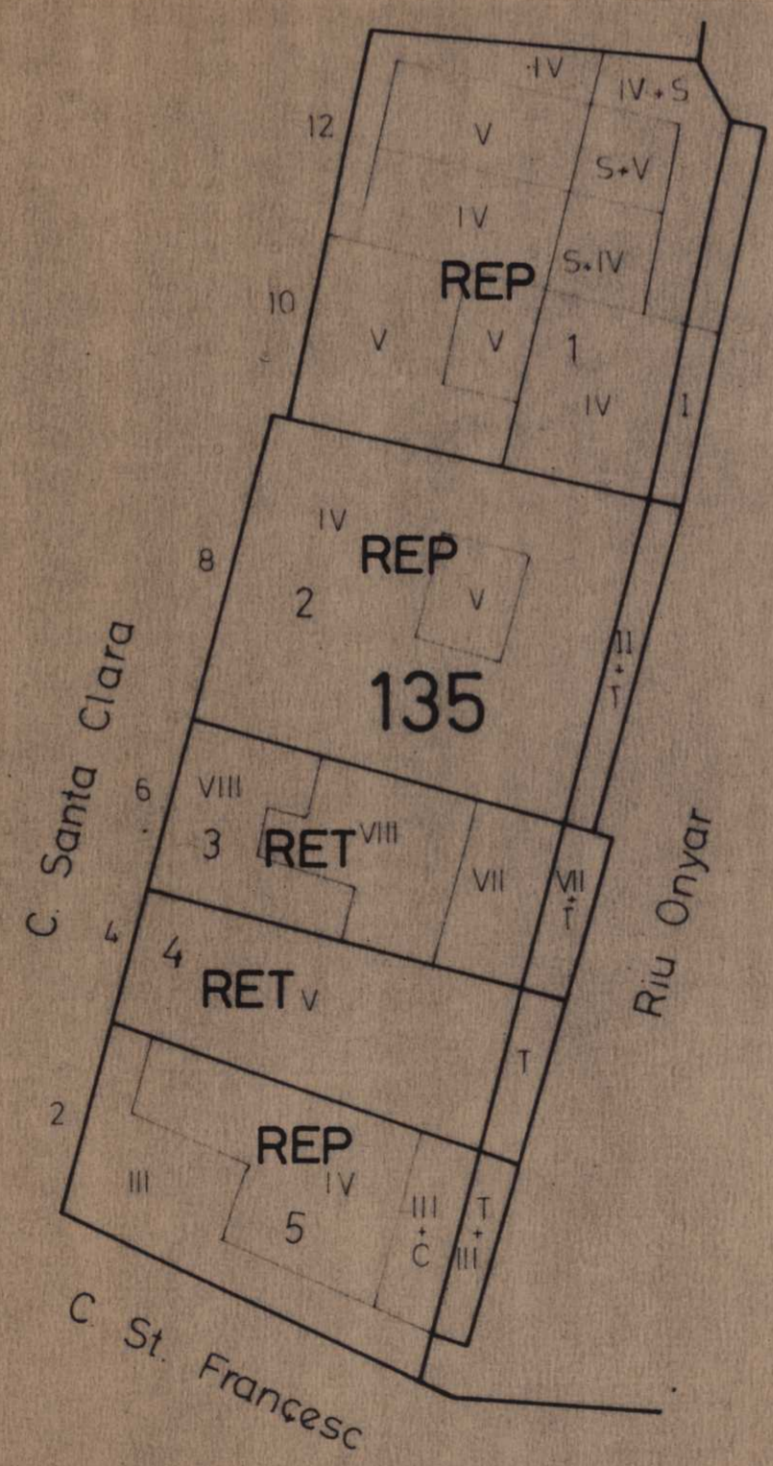 IV
IV+S
12
V
S+V
IV
REP
S+IV
10
V
V
1
IV
I
IV
REP
8
2
V
II
+
T
135
C. Santa Clara
6
VIII
3
RET
VIII
VII
VII
+
T
Riu Onyar
4
4
RET
V
T
2
REP
III
IV
5
III
+
C
T
+
III
C. St. Françesc